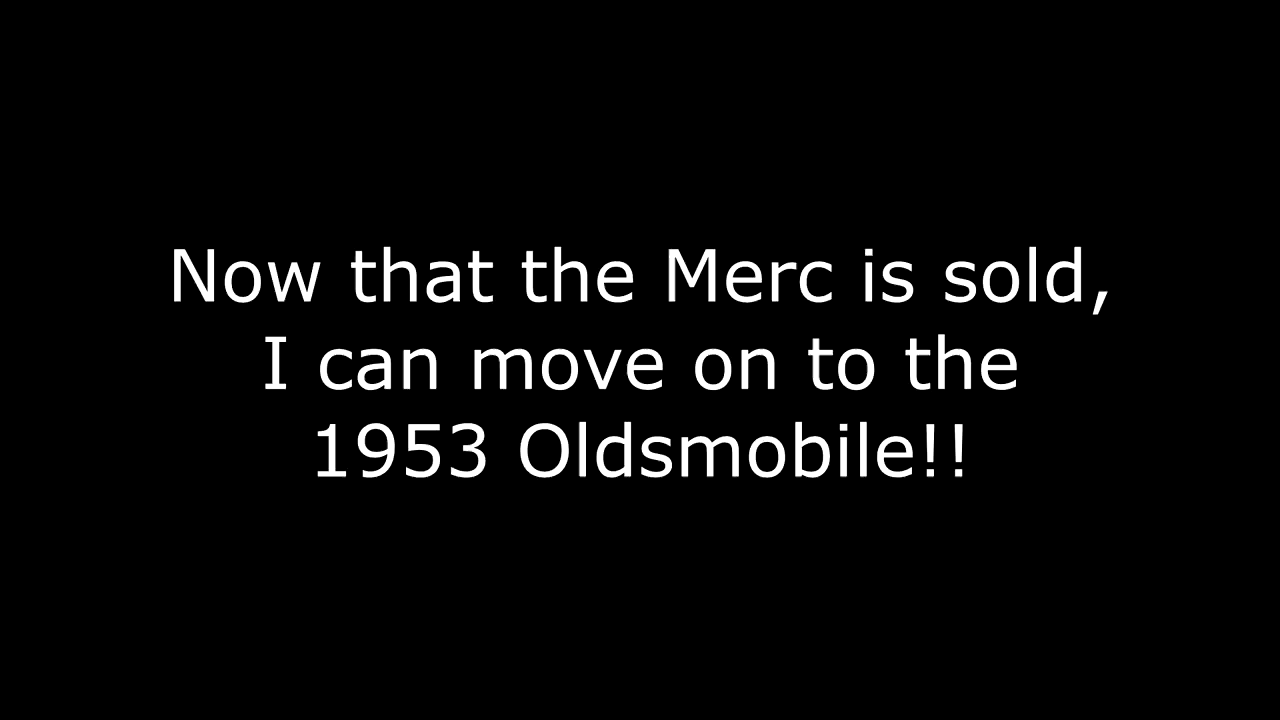 Now that the Merc is sold,
I can move on to the
1953 Oldsmobile!!